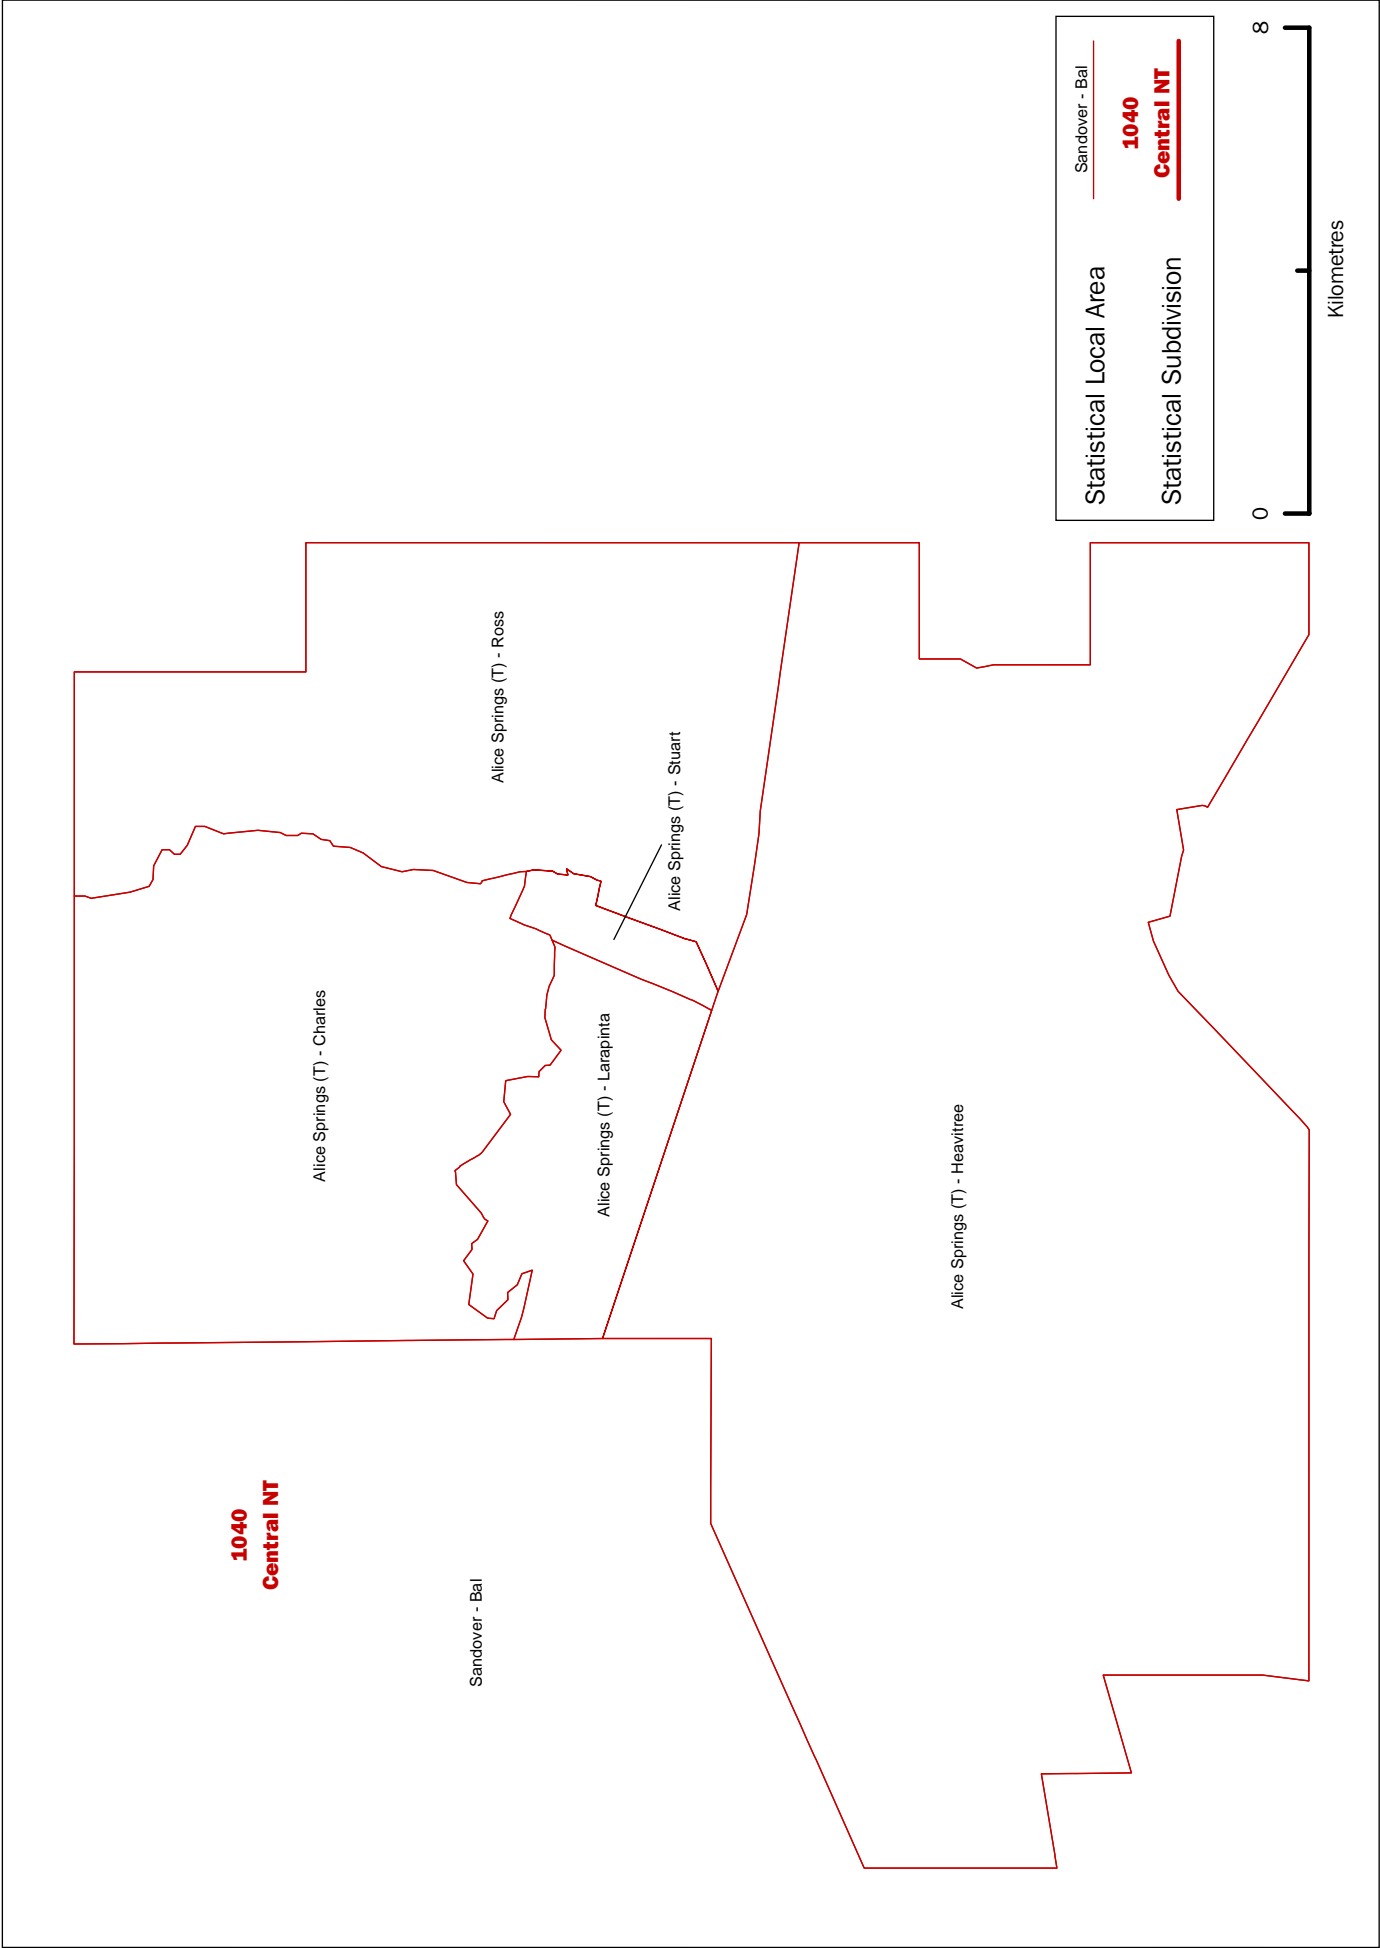 1040
Central NT
Sandover - Bal
Alice Springs (T) - Charles
Alice Springs (T) - Ross
Alice Springs (T) - Larapinta
Alice Springs (T) - Stuart
Alice Springs (T) - Heavitree
Statistical Local Area
Sandover - Bal
Statistical Subdivision
1040
Central NT
0
8
Kilometres